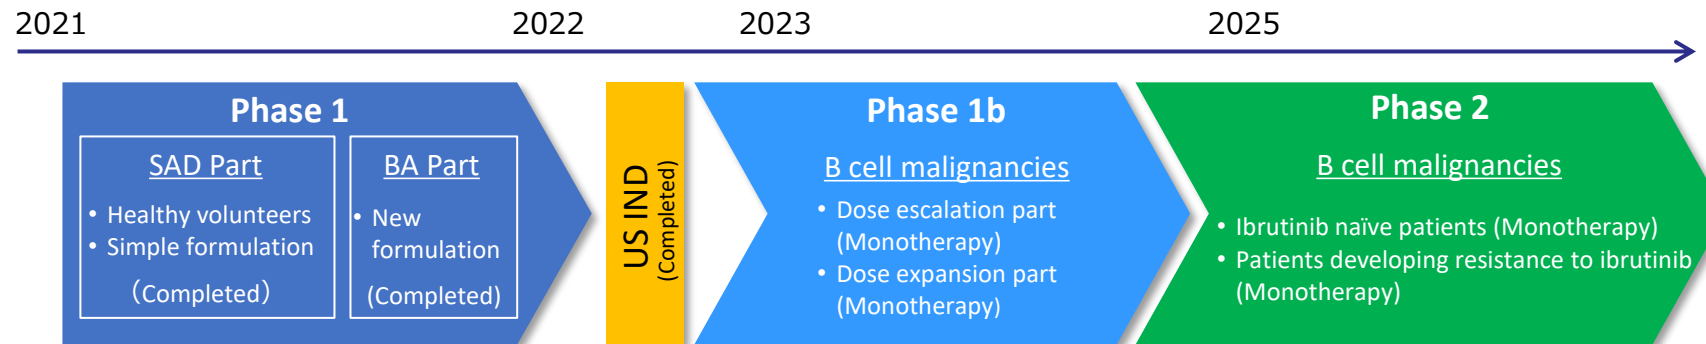 2021
2022
2023
2025
Phase 1
SAD Part
• Healthy volunteers
• Simple formulation
（Completed）
BA Part
• New
formulation
(Completed)
US IND
(Completed)
Phase 1b
B cell malignancies
• Dose escalation part
(Monotherapy)
• Dose expansion part
(Monotherapy)
Phase 2
B cell malignancies
• Ibrutinib naïve patients (Monotherapy)
• Patients developing resistance to ibrutinib
(Monotherapy)